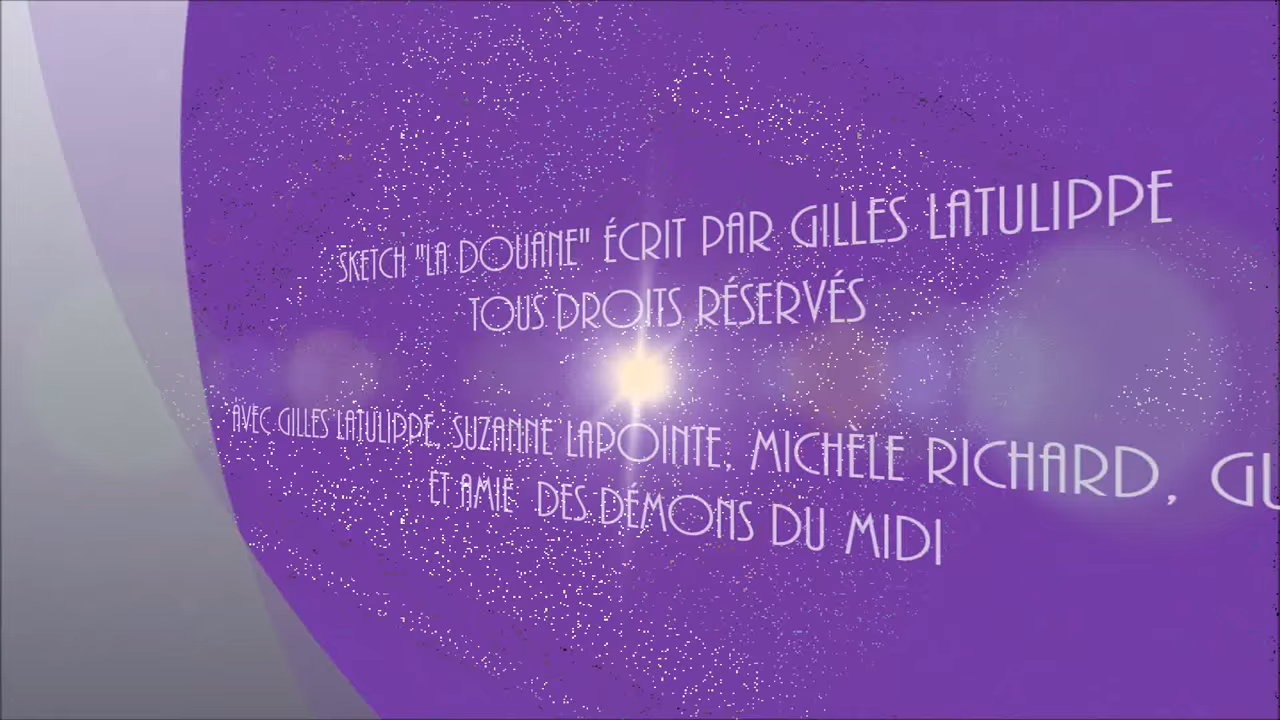 SKETCH "LA DOUANE" ÉCRIT PAR GILLES LATULIPPE
TOUS DROITS RÉSERVÉS
AVEC GILLES LATULIPPE, SUZANNE LAPOINTE, MICHÈLE RICHARD,
ET AMIE DES DÉMONS DU MIDI